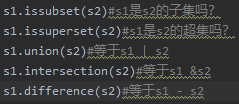 s1.issubset(s2)#s1是s2的子集吗?
s1.issuperset(s2)#s1是s2的超集吗?
s1.union(s2)#等于s1 | s2
s1.intersection(s2)#等于s1 &s2
s1.difference(s2)#等于s1 - s2